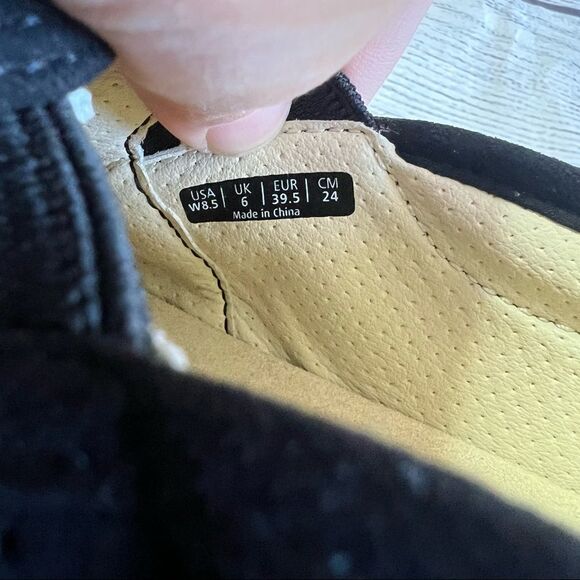 USA | UK | EUR | CM
W8.5 | 6 | 39.5 | 24
Made in China